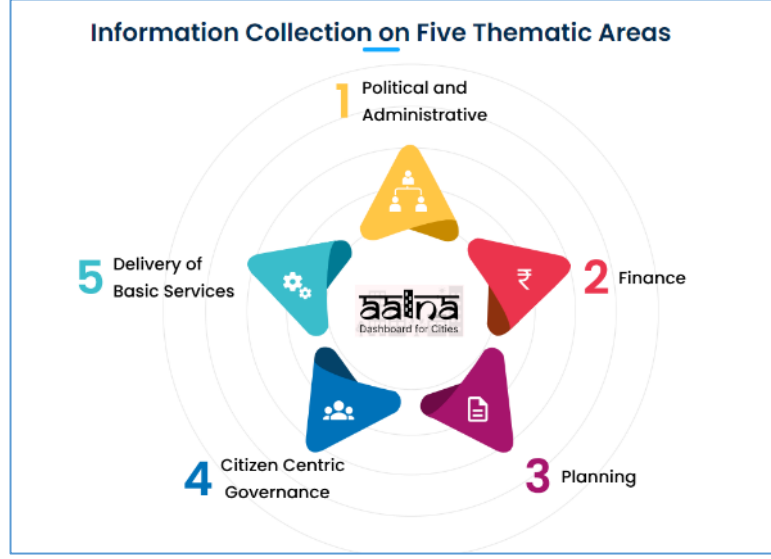 Information Collection on Five Thematic Areas
1
Political and
Administrative
2
Finance
₹
3
Planning
4
Citizen Centric
Governance
5
Delivery of
Basic Services
aaina
Dashboard for Cities